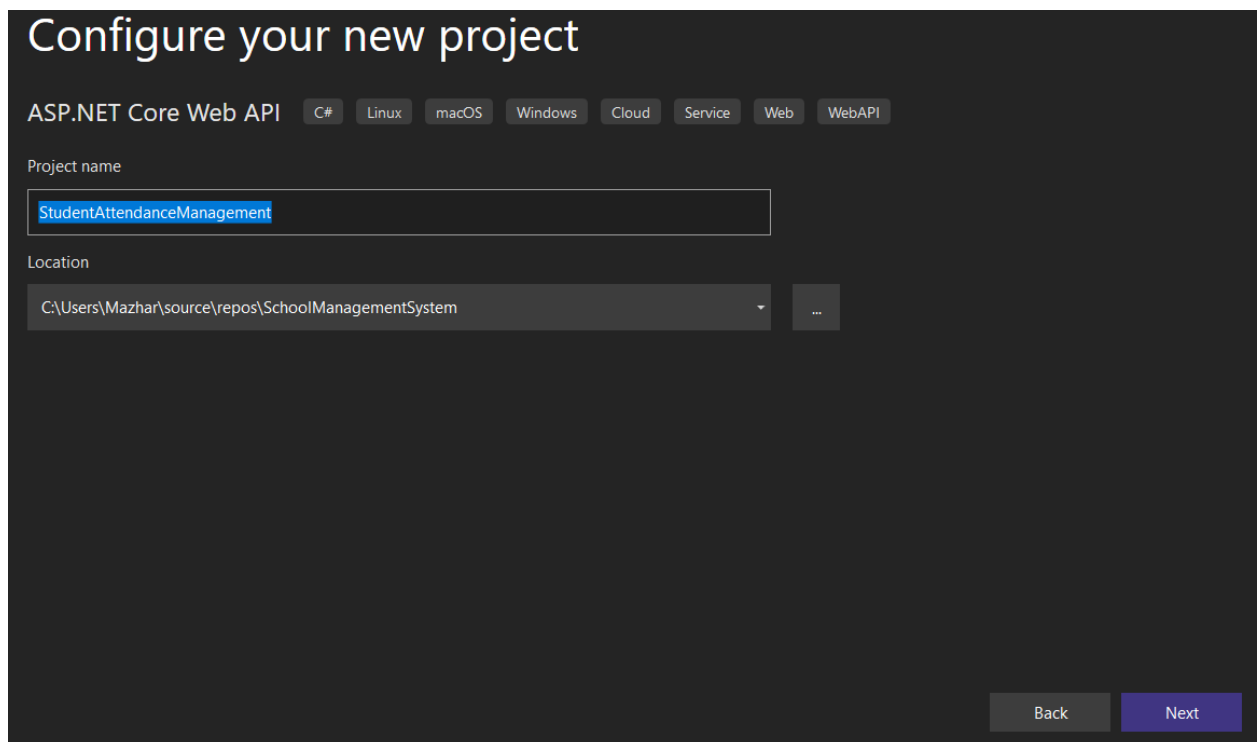 Configure your new project
ASP.NET Core Web API C# Linux macOS Windows Cloud Service Web WebAPI
Project name
StudentAttendanceManagement
Location
C:\Users\Mazhar\source\repos\SchoolManagementSystem ...
Back Next